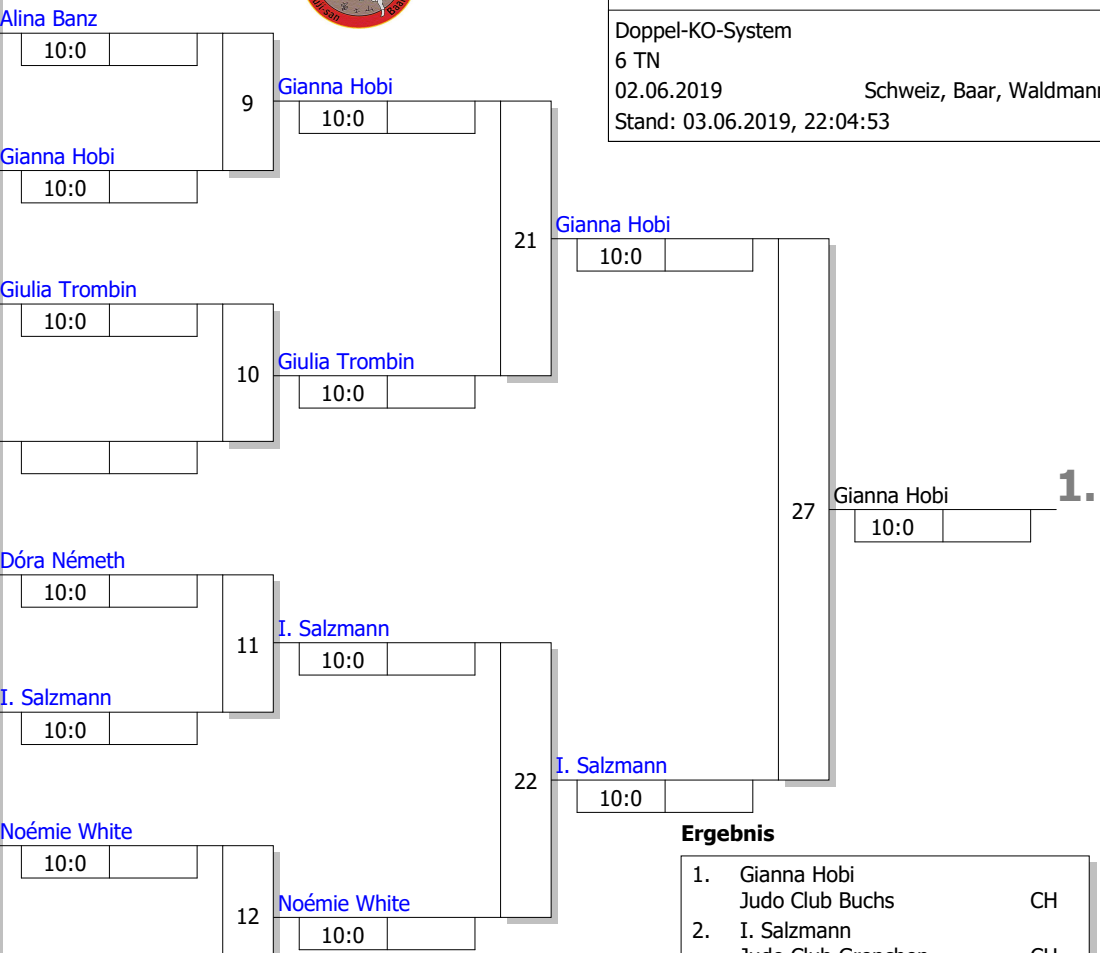 Alina Banz
10:0
9
Gianna Hobi
10:0
Gianna Hobi
10:0
Doppel-KO-System
6 TN
02.06.2019 Schweiz, Baar,
Stand: 03.06.2019, 22:04:53
21
Gianna Hobi
10:0
Giulia Trombin
10:0
10
Giulia Trombin
10:0
27
Gianna Hobi
10:0
1.
Dóra Németh
10:0
11
I. Salzmann
10:0
I. Salzmann
10:0
22
I. Salzmann
10:0
Noémie White
10:0
12
Noémie White
10:0
Ergebnis
1. Gianna Hobi
Judo Club Buchs CH
2. I. Salzmann